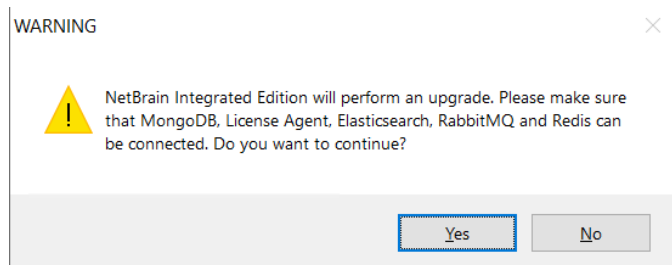 WARNING
NetBrain Integrated Edition will perform an upgrade. Please make sure
that MongoDB, License Agent, Elasticsearch, RabbitMQ and Redis can
be connected. Do you want to continue?
Yes
No